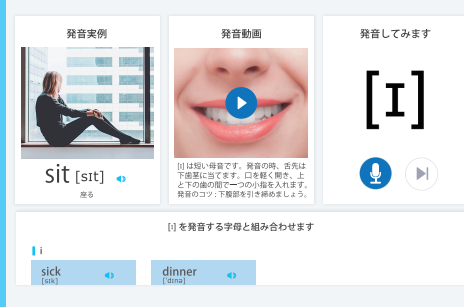 発音実例
sit [sɪt]
座る
発音動画
[ɪ] は短い母音です。発音の時、舌先は
下歯茎に当てます。口を軽く開き、上
と下の歯の間で一つの小指を入れます。
発音のコツ : 下腹部を引き締めましょう。
発音してみます
[ɪ]
[ɪ] を発音する字母と組み合わせます
i
sick
[sɪk]
dinner
['dɪnə]